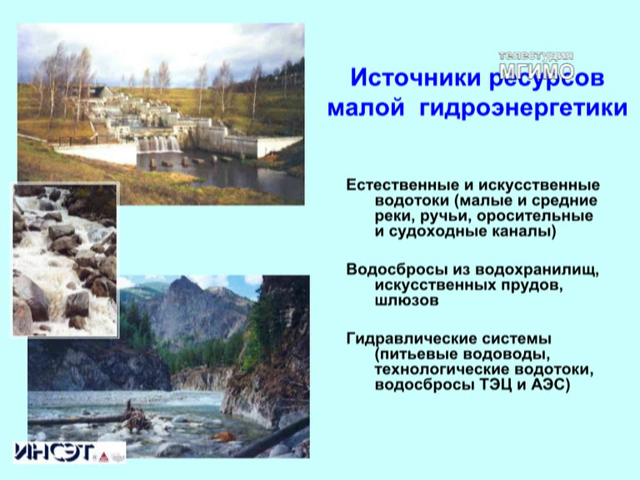 телестудия
МГИМО
Источники ресурсов
малой гидроэнергетики
Естественные и искусственные
водотоки (малые и средние
реки, ручьи, оросительные
и судоходные каналы)
Водосбросы из водохранилищ,
искусственных прудов,
шлюзов
Гидравлические системы
(питьевые водоводы,
технологические водотоки,
водосбросы ТЭЦ и АЭС)
ИНСЭТ